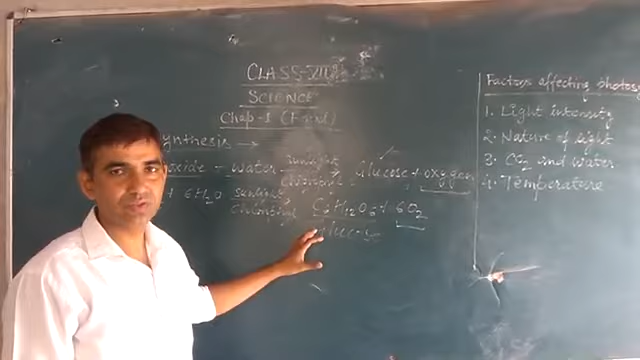 CLASS-VIII
SCIENCE
Chap-1 (Food)
ynthesis →
oxide - water sunlight chlorophyll Glucose + oxygen
+ 6H₂O sunlight chlorophyll C₆H₁₂O₆ + 6O₂
Glucose
Factors affecting photosy
1. Light intensity
2. Nature of light
3. CO₂ and water
4. Temperature